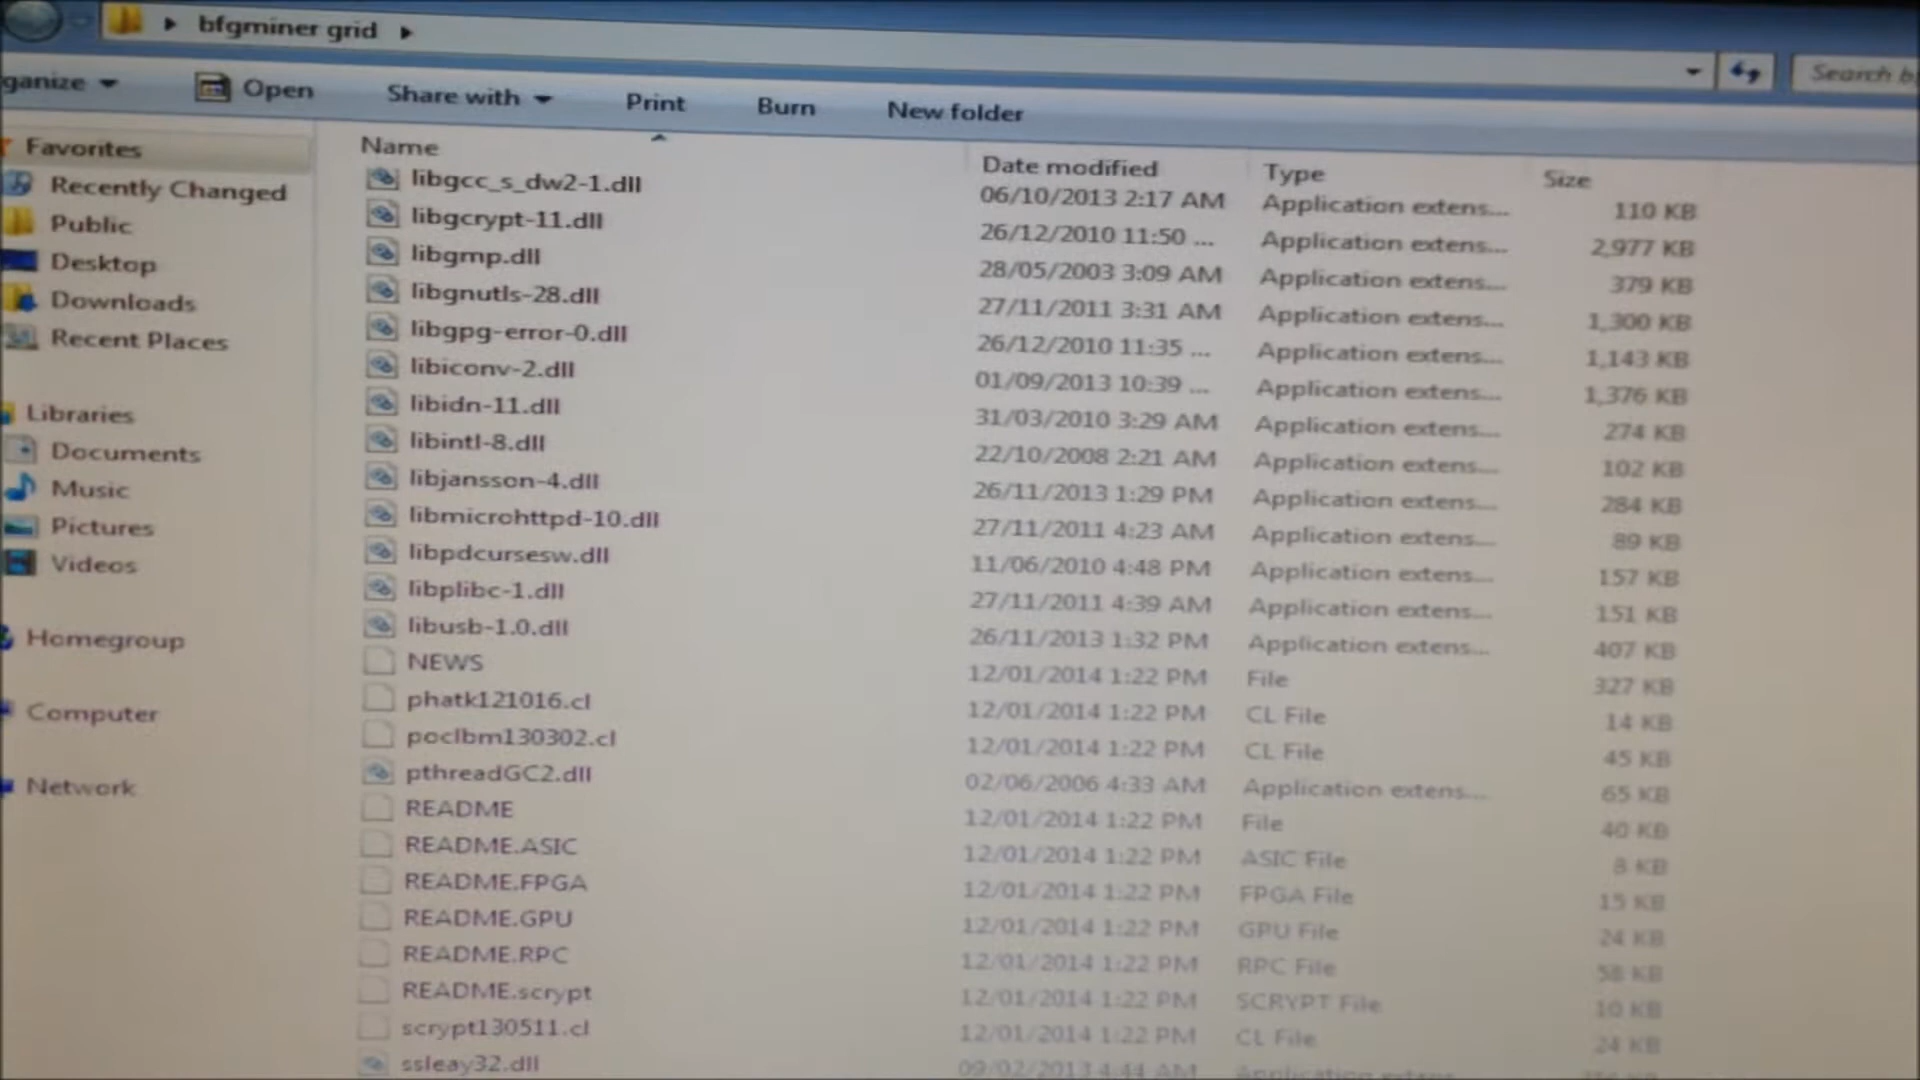 bfgminer grid
ganize Open Share with Print Burn New folder Search b
Favorites
Recently Changed
Public
Desktop
Downloads
Recent Places
Libraries
Documents
Music
Pictures
Videos
Homegroup
Computer
Network
Name Date modified Type Size
libgcc_s_dw2-1.dll 06/10/2013 2:17 AM Application extens... 110 KB
libgcrypt-11.dll 26/12/2010 11:50 ... Application extens... 2,977 KB
libgmp.dll 28/05/2003 3:09 AM Application extens... 379 KB
libgnutls-28.dll 27/11/2011 3:31 AM Application extens... 1,300 KB
libgpg-error-0.dll 26/12/2010 11:35 ... Application extens... 1,143 KB
libiconv-2.dll 01/09/2013 10:39 ... Application extens... 1,376 KB
libidn-11.dll 31/03/2010 3:29 AM Application extens... 274 KB
libintl-8.dll 22/10/2008 2:21 AM Application extens... 102 KB
libjansson-4.dll 26/11/2013 1:29 PM Application extens... 284 KB
libmicrohttpd-10.dll 27/11/2011 4:23 AM Application extens... 89 KB
libpdcursesw.dll 11/06/2010 4:48 PM Application extens... 157 KB
libplibc-1.dll 27/11/2011 4:39 AM Application extens... 151 KB
libusb-1.0.dll 26/11/2013 1:32 PM Application extens... 407 KB
NEWS 12/01/2014 1:22 PM File 327 KB
phatk121016.cl 12/01/2014 1:22 PM CL File 14 KB
poclbm130302.cl 12/01/2014 1:22 PM CL File 45 KB
pthreadGC2.dll 02/06/2006 4:33 AM Application extens... 65 KB
README 12/01/2014 1:22 PM File 40 KB
README.ASIC 12/01/2014 1:22 PM ASIC File 8 KB
README.FPGA 12/01/2014 1:22 PM FPGA File 15 KB
README.GPU 12/01/2014 1:22 PM GPU File 24 KB
README.RPC 12/01/2014 1:22 PM RPC File 58 KB
README.scrypt 12/01/2014 1:22 PM SCRYPT File 10 KB
scrypt130511.cl 12/01/2014 1:22 PM CL File 24 KB
ssleay32.dll 09/02/2013 4:44 AM Application extens